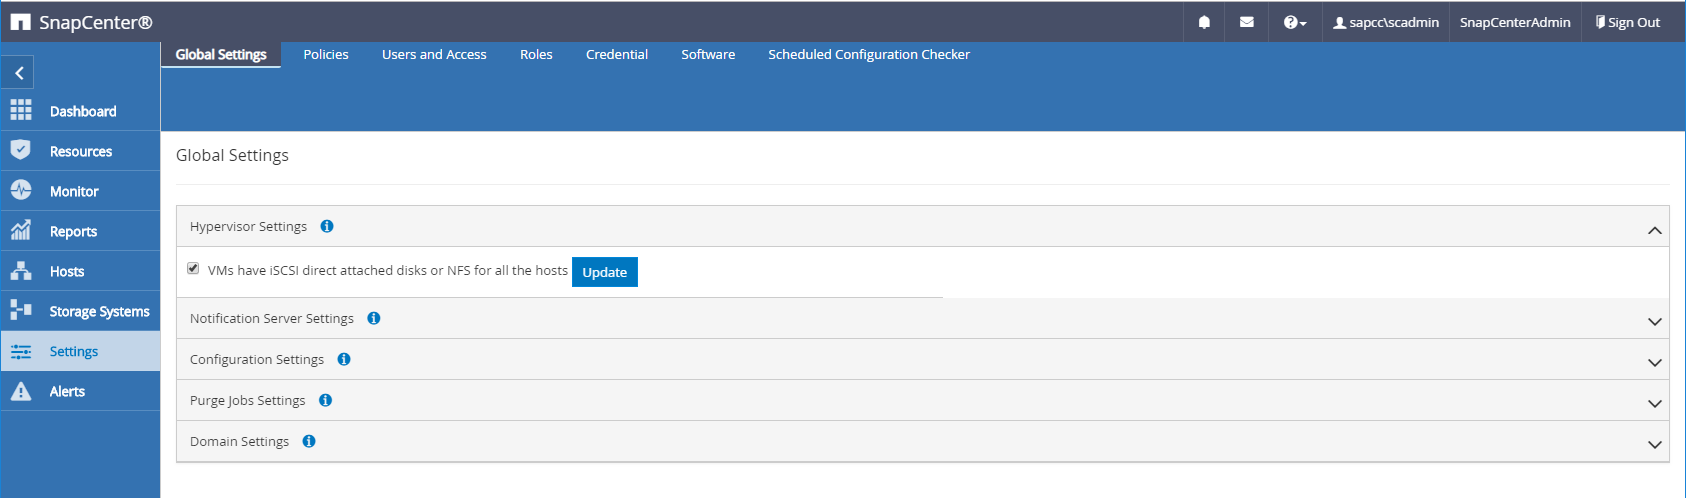 SnapCenter®
sapcc\scadmin
SnapCenterAdmin
Sign Out
Global Settings
Policies
Users and Access
Roles
Credential
Software
Scheduled Configuration Checker
Dashboard
Resources
Monitor
Reports
Hosts
Storage Systems
Settings
Alerts
Global Settings
Hypervisor Settings
VMs have iSCSI direct attached disks or NFS for all the hosts Update
Notification Server Settings
Configuration Settings
Purge Jobs Settings
Domain Settings